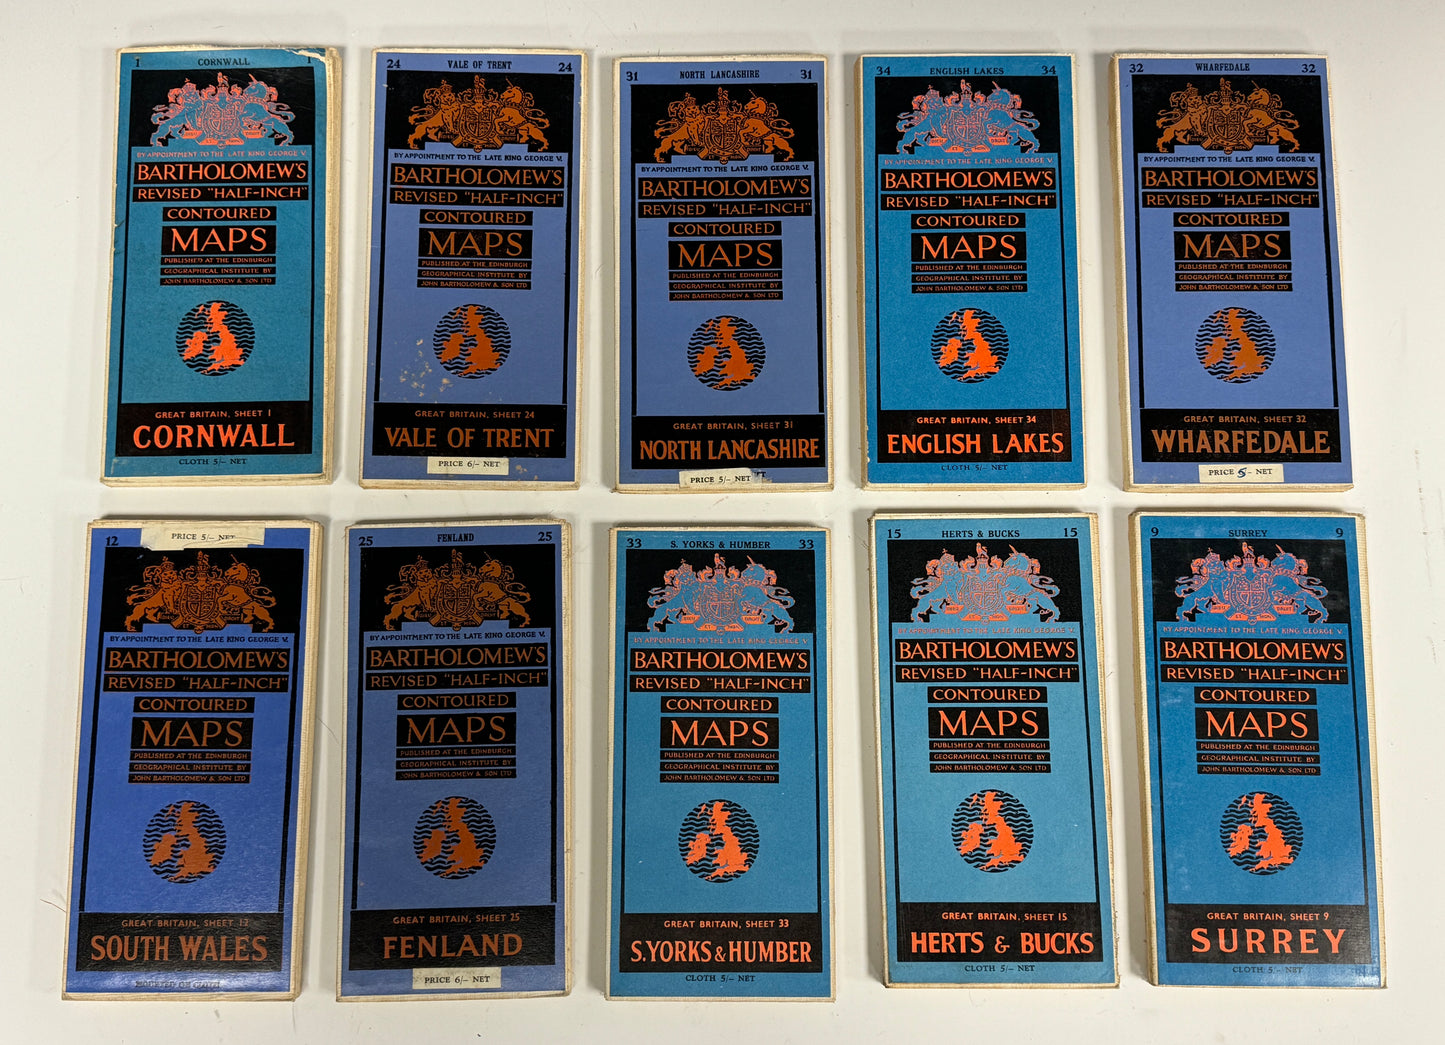 1 CORNWALL 1
BY APPOINTMENT TO THE LATE KING GEORGE V.
BARTHOLOMEW'S
REVISED "HALF-INCH"
CONTOURED
MAPS
PUBLISHED AT THE EDINBURGH
GEOGRAPHICAL INSTITUTE BY
JOHN BARTHOLOMEW & SON LTD
GREAT BRITAIN, SHEET 1
CORNWALL
CLOTH 5/- NET
24 VALE OF TRENT 24
BY APPOINTMENT TO THE LATE KING GEORGE V.
BARTHOLOMEW'S
REVISED "HALF-INCH"
CONTOURED
MAPS
PUBLISHED AT THE EDINBURGH
GEOGRAPHICAL INSTITUTE BY
JOHN BARTHOLOMEW & SON LTD
GREAT BRITAIN, SHEET 24
VALE OF TRENT
PRICE 6/- NET
31 NORTH LANCASHIRE 31
BY APPOINTMENT TO THE LATE KING GEORGE V.
BARTHOLOMEW'S
REVISED "HALF-INCH"
CONTOURED
MAPS
PUBLISHED AT THE EDINBURGH
GEOGRAPHICAL INSTITUTE BY
JOHN BARTHOLOMEW & SON LTD
GREAT BRITAIN, SHEET 31
NORTH LANCASHIRE
PRICE 5/- NET
34 ENGLISH LAKES 34
BY APPOINTMENT TO THE LATE KING GEORGE V.
BARTHOLOMEW'S
REVISED "HALF-INCH"
CONTOURED
MAPS
PUBLISHED AT THE EDINBURGH
GEOGRAPHICAL INSTITUTE BY
JOHN BARTHOLOMEW & SON LTD
GREAT BRITAIN, SHEET 34
ENGLISH LAKES
CLOTH 5/- NET
32 WHARFEDALE 32
BY APPOINTMENT TO THE LATE KING GEORGE V.
BARTHOLOMEW'S
REVISED "HALF-INCH"
CONTOURED
MAPS
PUBLISHED AT THE EDINBURGH
GEOGRAPHICAL INSTITUTE BY
JOHN BARTHOLOMEW & SON LTD
GREAT BRITAIN, SHEET 32
WHARFEDALE
PRICE 5/- NET
12
PRICE 5/- NET
BY APPOINTMENT TO THE LATE KING GEORGE V.
BARTHOLOMEW'S
REVISED "HALF-INCH"
CONTOURED
MAPS
PUBLISHED AT THE EDINBURGH
GEOGRAPHICAL INSTITUTE BY
JOHN BARTHOLOMEW & SON LTD
GREAT BRITAIN, SHEET 12
SOUTH WALES
MOUNTED ON CLOTH
25 FENLAND 25
BY APPOINTMENT TO THE LATE KING GEORGE V.
BARTHOLOMEW'S
REVISED "HALF-INCH"
CONTOURED
MAPS
PUBLISHED AT THE EDINBURGH
GEOGRAPHICAL INSTITUTE BY
JOHN BARTHOLOMEW & SON LTD
GREAT BRITAIN, SHEET 25
FENLAND
PRICE 6/- NET
33 S. YORKS & HUMBER 33
BY APPOINTMENT TO THE LATE KING GEORGE V.
BARTHOLOMEW'S
REVISED "HALF-INCH"
CONTOURED
MAPS
PUBLISHED AT THE EDINBURGH
GEOGRAPHICAL INSTITUTE BY
JOHN BARTHOLOMEW & SON LTD
GREAT BRITAIN, SHEET 33
S. YORKS & HUMBER
CLOTH 5/- NET
15 HERTS & BUCKS 15
BY APPOINTMENT TO THE LATE KING GEORGE V.
BARTHOLOMEW'S
REVISED "HALF-INCH"
CONTOURED
MAPS
PUBLISHED AT THE EDINBURGH
GEOGRAPHICAL INSTITUTE BY
JOHN BARTHOLOMEW & SON LTD
GREAT BRITAIN, SHEET 15
HERTS & BUCKS
CLOTH 5/- NET
9 SURREY 9
BY APPOINTMENT TO THE LATE KING GEORGE V.
BARTHOLOMEW'S
REVISED "HALF-INCH"
CONTOURED
MAPS
PUBLISHED AT THE EDINBURGH
GEOGRAPHICAL INSTITUTE BY
JOHN BARTHOLOMEW & SON LTD
GREAT BRITAIN, SHEET 9
SURREY
CLOTH 5/- NET